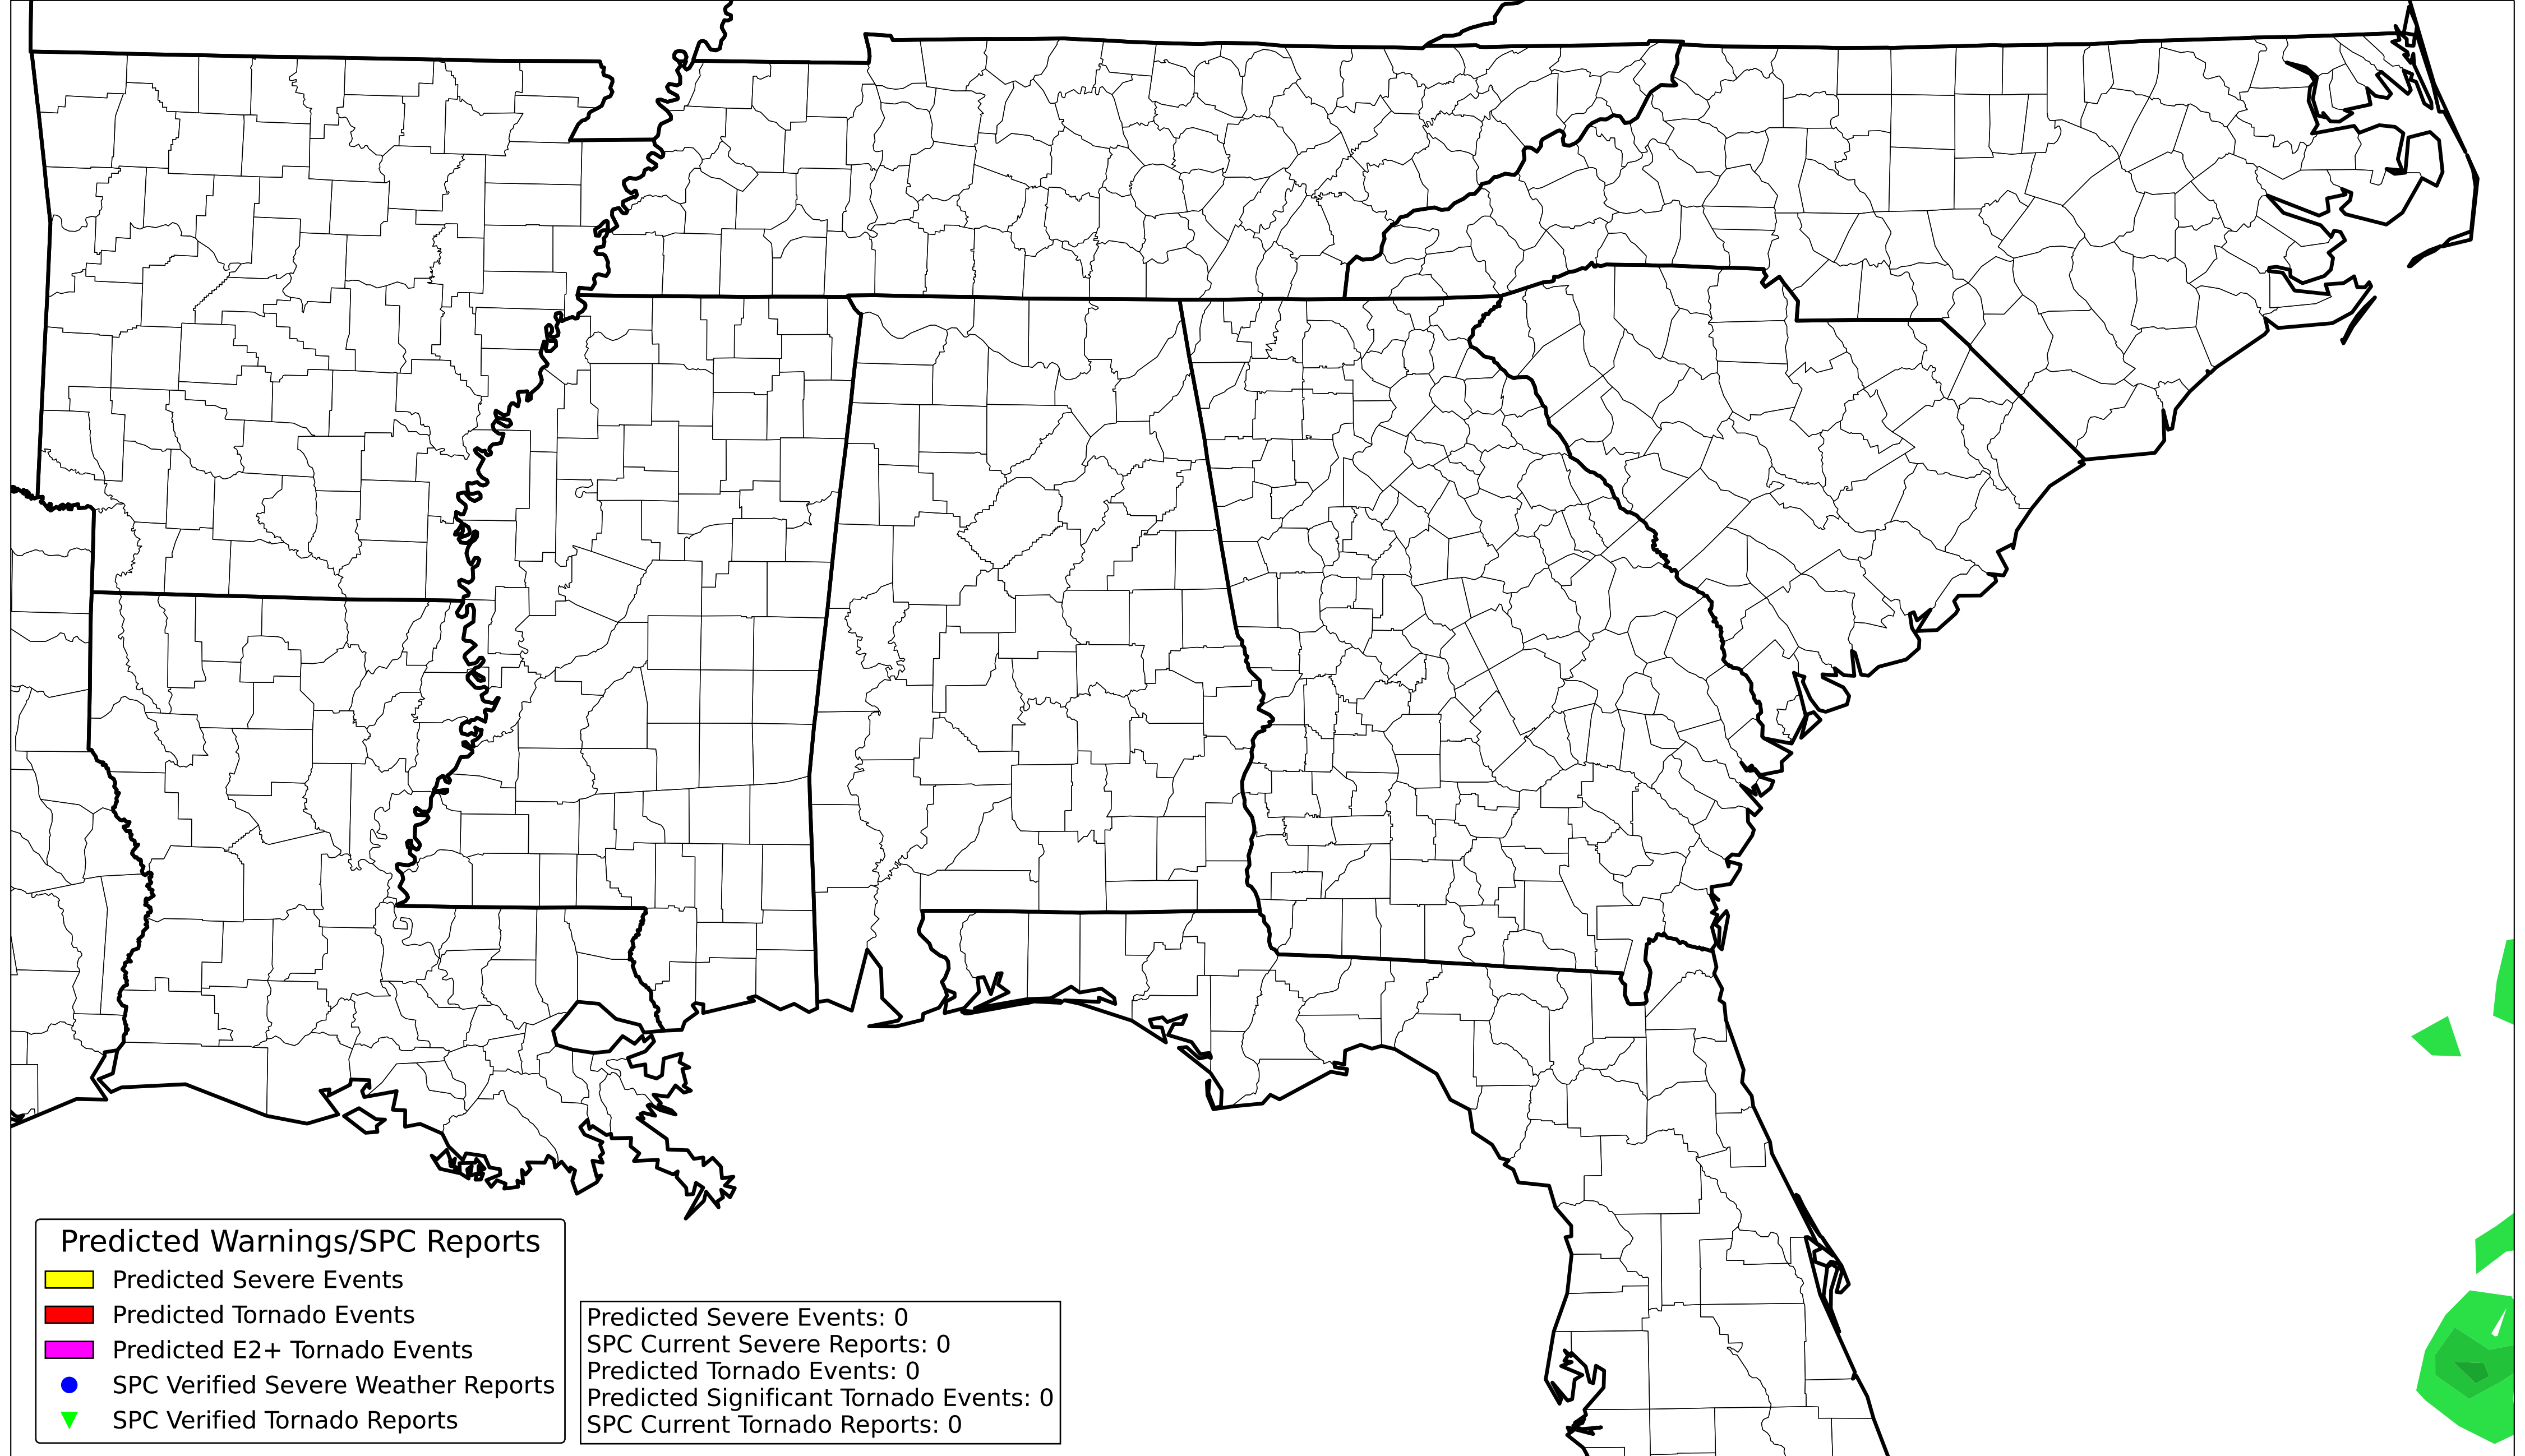 Predicted Warnings/SPC Reports
Predicted Severe Events
Predicted Tornado Events
Predicted E2+ Tornado Events
SPC Verified Severe Weather Reports
SPC Verified Tornado Reports
Predicted Severe Events: 0
SPC Current Severe Reports: 0
Predicted Tornado Events: 0
Predicted Significant Tornado Events: 0
SPC Current Tornado Reports: 0